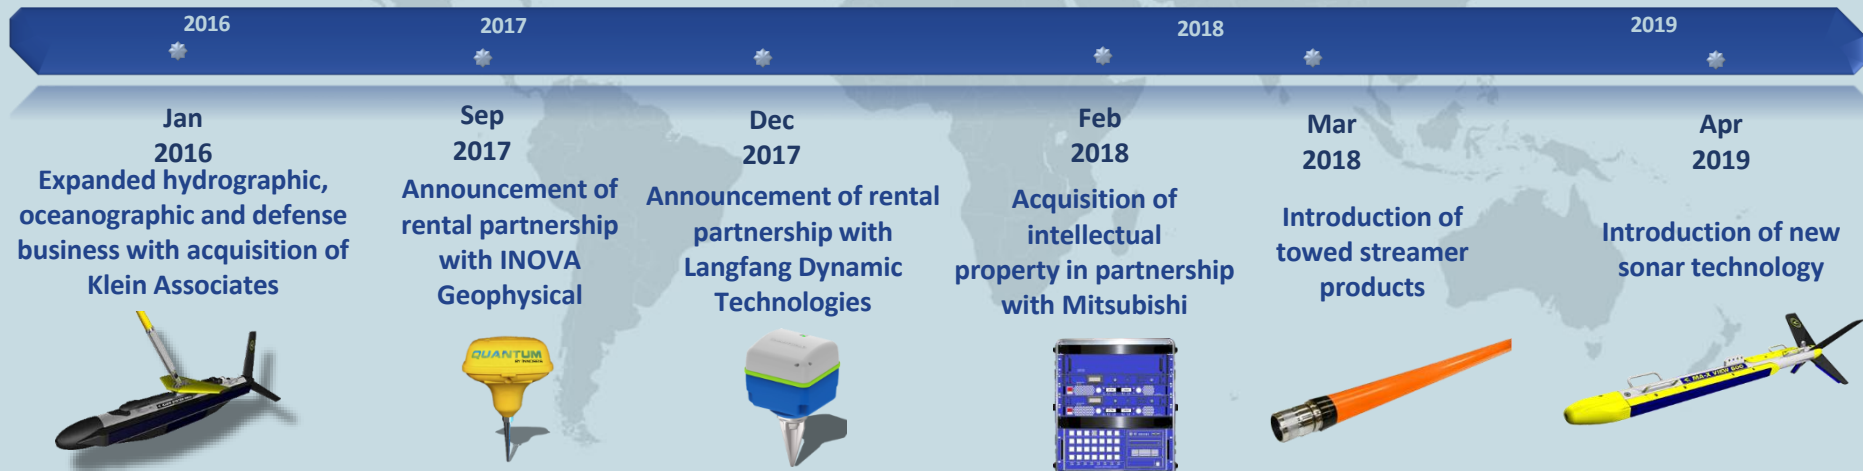 2016
2017
2018
2019
Jan
2016
Expanded hydrographic,
oceanographic and defense
business with acquisition of
Klein Associates
Sep
2017
Announcement of
rental partnership
with INOVA
Geophysical
QUANTUM
Dec
2017
Announcement of rental
partnership with
Langfang Dynamic
Technologies
Feb
2018
Acquisition of
intellectual
property in partnership
with Mitsubishi
Mar
2018
Introduction of
towed streamer
products
Apr
2019
Introduction of new
sonar technology
MA-X VIEW 600